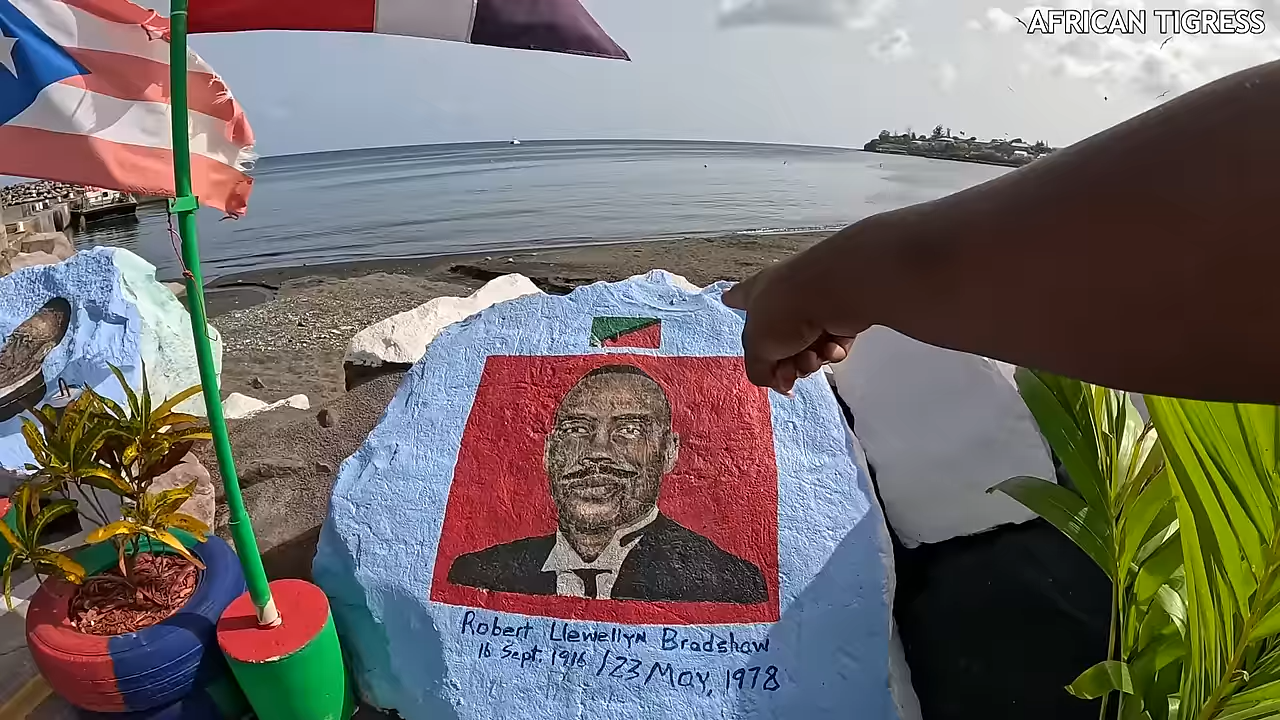 AFRICAN TIGRESS
Robert Llewellyn Bradshaw
16 Sept. 1916 / 23 May, 1978